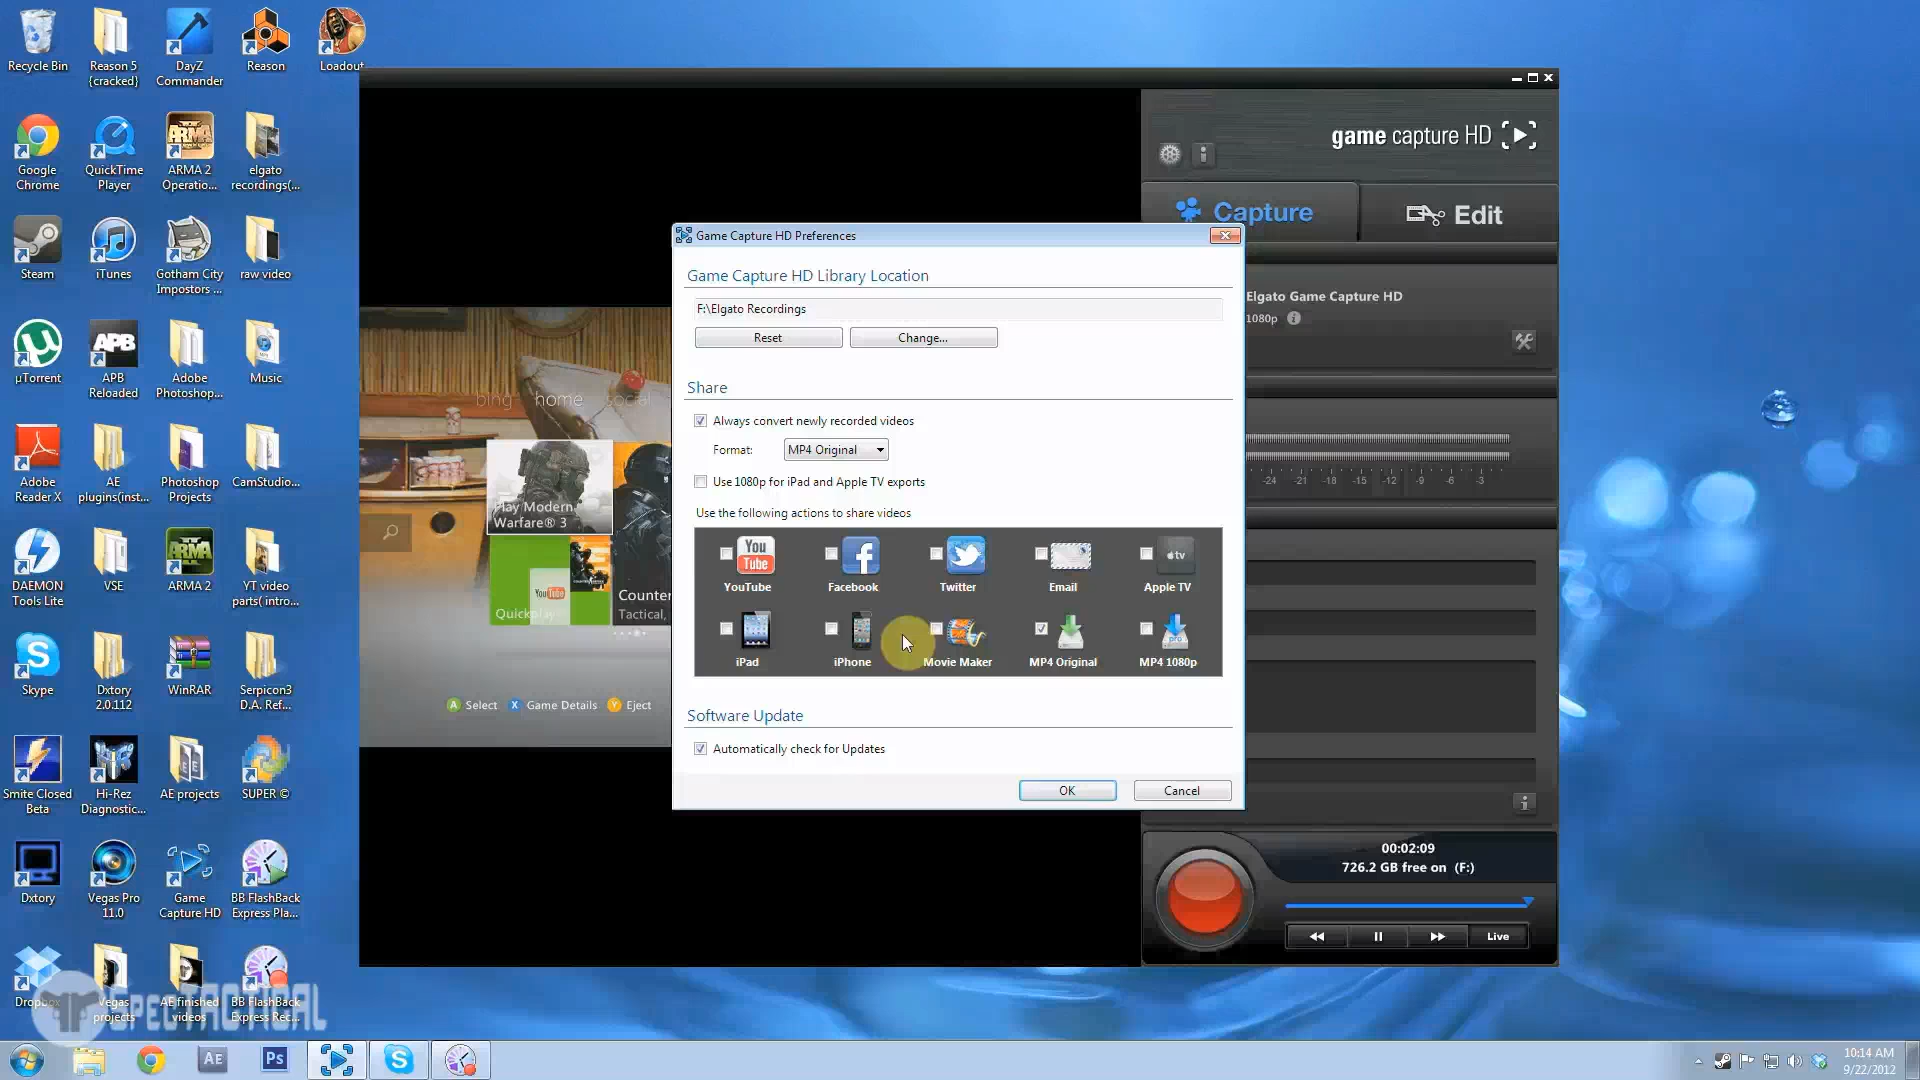 Recycle Bin
Reason 5
{cracked}
DayZ
Commander
Reason
Loadout
Google
Chrome
QuickTime
Player
ARMA 2
Operatio...
elgato
recordings(...
Steam
iTunes
Gotham City
Impostors ...
raw video
µTorrent
APB
APB
Reloaded
Adobe
Photoshop...
Music
Adobe
Reader X
AE
plugins(inst...
Photoshop
Projects
CamStudio...
DAEMON
Tools Lite
VSE
ARMA 2
YT video
parts( intro...
Skype
Dxtory
2.0.112
WinRAR
Serpicon3
D.A. Ref...
Smite Closed
Beta
Hi-Rez
Diagnostic...
AE projects
SUPER ©
Dxtory
Vegas Pro
11.0
Game
Capture HD
BB FlashBack
Express Pla...
Dropbox
Vegas
projects
AE finished
videos
BB FlashBack
Express Rec...
SPECTACTICAL
game capture HD
Capture
Edit
Elgato Game Capture HD
1080p
-24 -21 -18 -15 -12 -9 -6 -3
00:02:09
726.2 GB free on (F:)
Live
bing home social
Play Modern
Warfare® 3
YouTube
Quickplay
Counter
Tactical,
A Select X Game Details Y Eject
Game Capture HD Preferences
Game Capture HD Library Location
F:\Elgato Recordings
Reset
Change...
Share
Always convert newly recorded videos
Format:
MP4 Original
Use 1080p for iPad and Apple TV exports
Use the following actions to share videos
You
Tube
tv
YouTube
Facebook
Twitter
Email
Apple TV
pro
iPad
iPhone
Movie Maker
MP4 Original
MP4 1080p
Software Update
Automatically check for Updates
OK
Cancel
AE
Ps
10:14 AM
9/22/2012